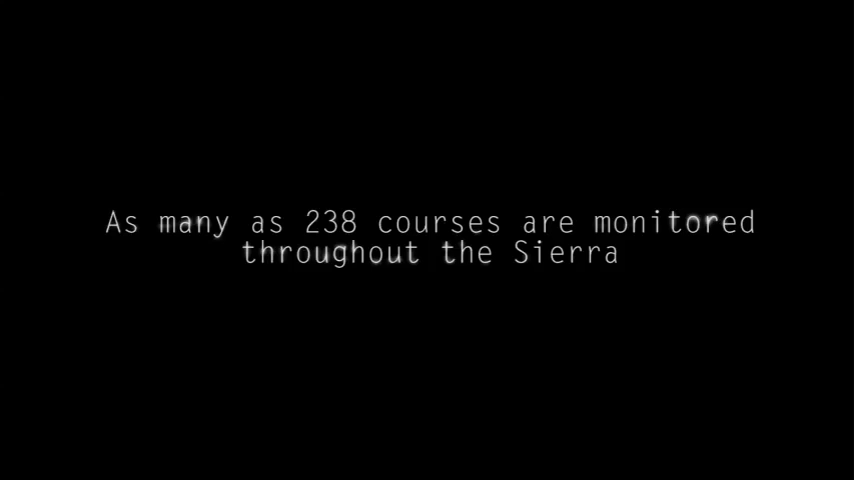 As many as 238 courses are monitored
throughout the Sierra